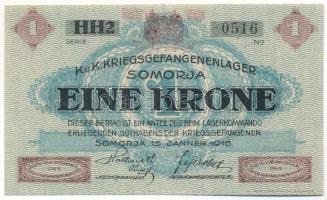 1 HH2 0516 1
SERIE No
K.u.K. KRIEGSGEFANGENENLAGER
SOMORJA
EINE KRONE
DIESER BETRAG IST EIN ANTEIL DES BEIM LAGERKOMMANDO
ERLIEGENDEN GUTHABENS DER KRIEGSGEFANGENEN
SOMORJA 15 JÄNNER 1916